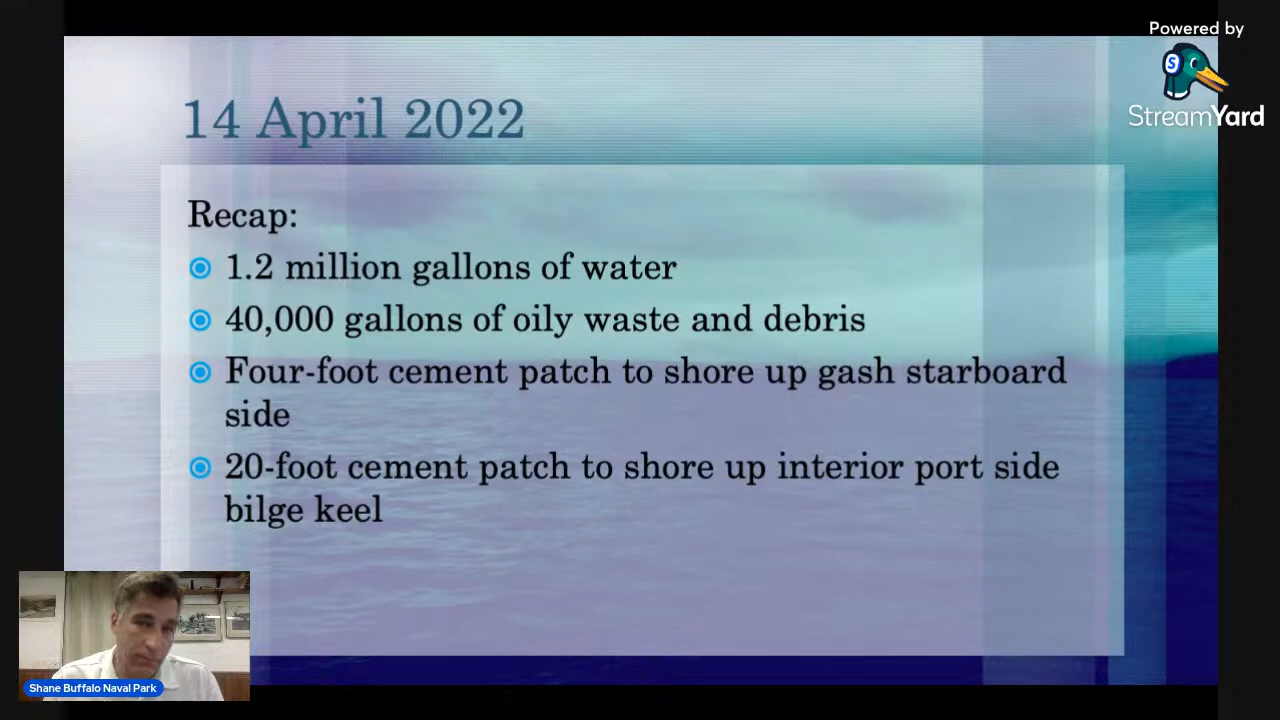 Powered by
StreamYard
14 April 2022
Recap:
1.2 million gallons of water
40,000 gallons of oily waste and debris
Four-foot cement patch to shore up gash starboard
side
20-foot cement patch to shore up interior port side
bilge keel
Shane Buffalo Naval Park